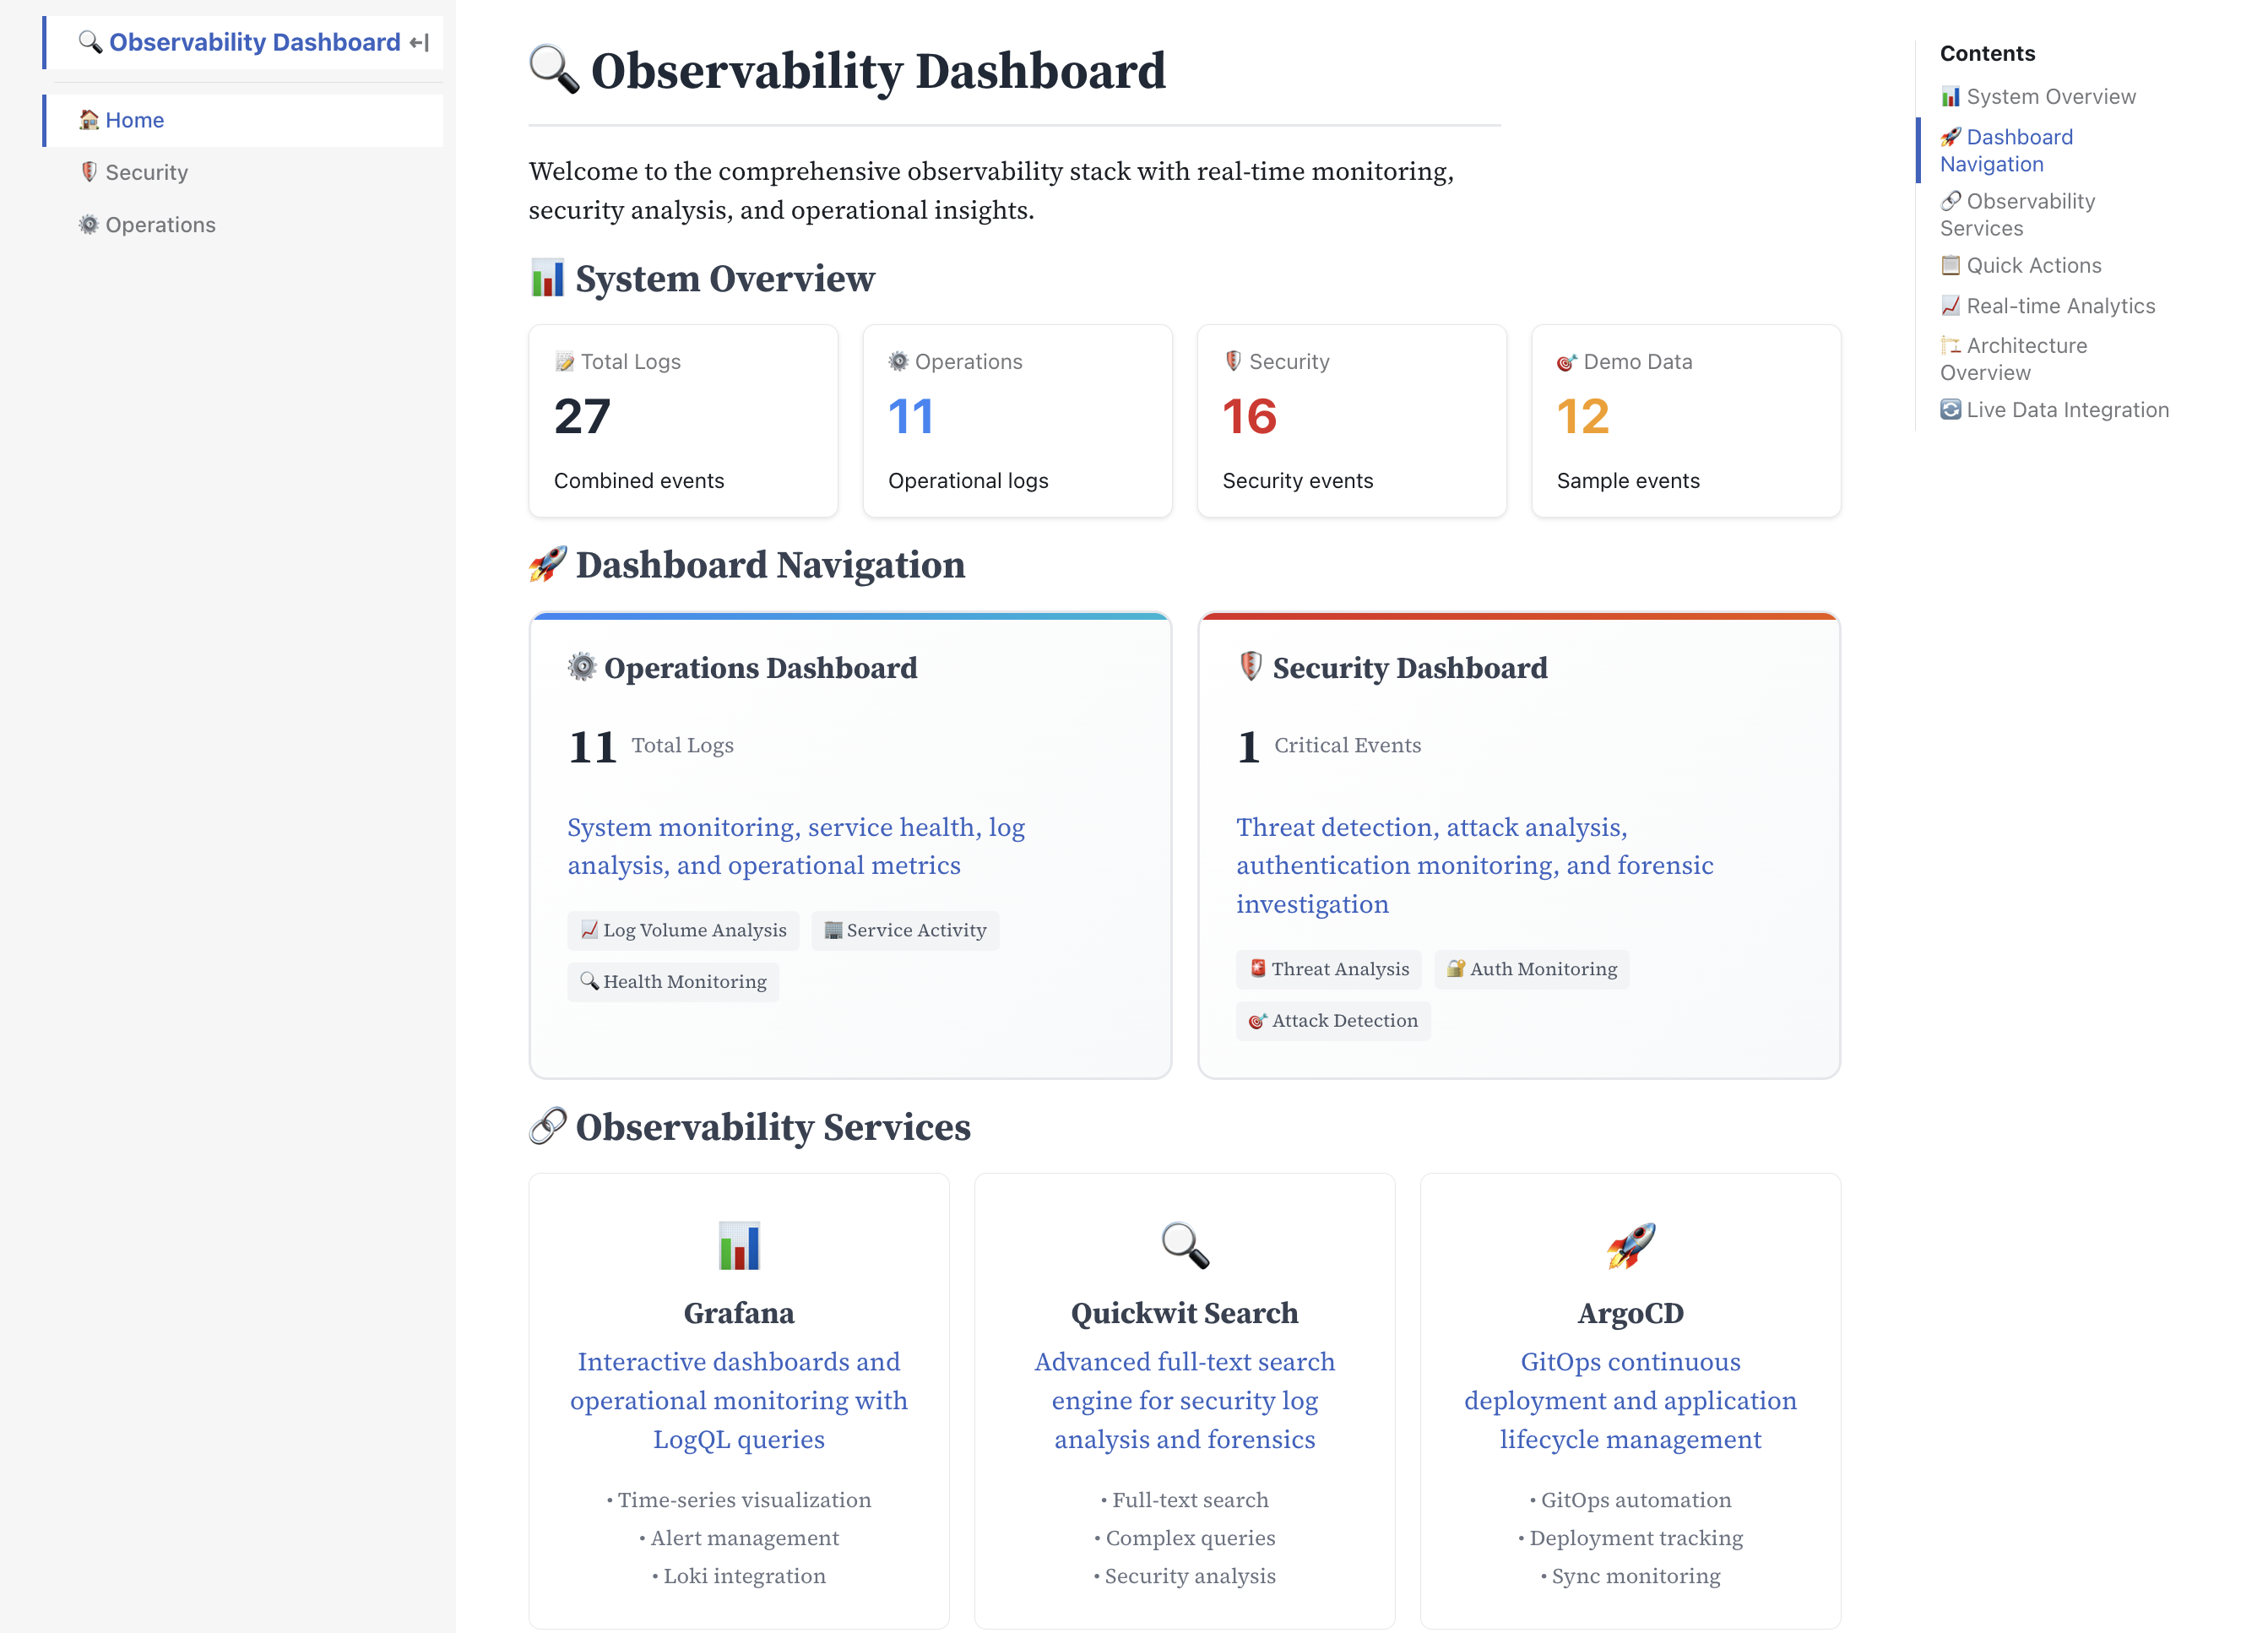 Observability Dashboard
Home
Security
Operations
Observability Dashboard
Welcome to the comprehensive observability stack with real-time monitoring,
security analysis, and operational insights.
System Overview
Total Logs
27
Combined events
Operations
11
Operational logs
Security
16
Security events
Demo Data
12
Sample events
Dashboard Navigation
Operations Dashboard
11 Total Logs
System monitoring, service health, log
analysis, and operational metrics
Log Volume Analysis
Service Activity
Health Monitoring
Security Dashboard
1 Critical Events
Threat detection, attack analysis,
authentication monitoring, and forensic
investigation
Threat Analysis
Auth Monitoring
Attack Detection
Observability Services
Grafana
Interactive dashboards and
operational monitoring with
LogQL queries
• Time-series visualization
• Alert management
• Loki integration
Quickwit Search
Advanced full-text search
engine for security log
analysis and forensics
• Full-text search
• Complex queries
• Security analysis
ArgoCD
GitOps continuous
deployment and application
lifecycle management
• GitOps automation
• Deployment tracking
• Sync monitoring
Contents
System Overview
Dashboard
Navigation
Observability
Services
Quick Actions
Real-time Analytics
Architecture
Overview
Live Data Integration